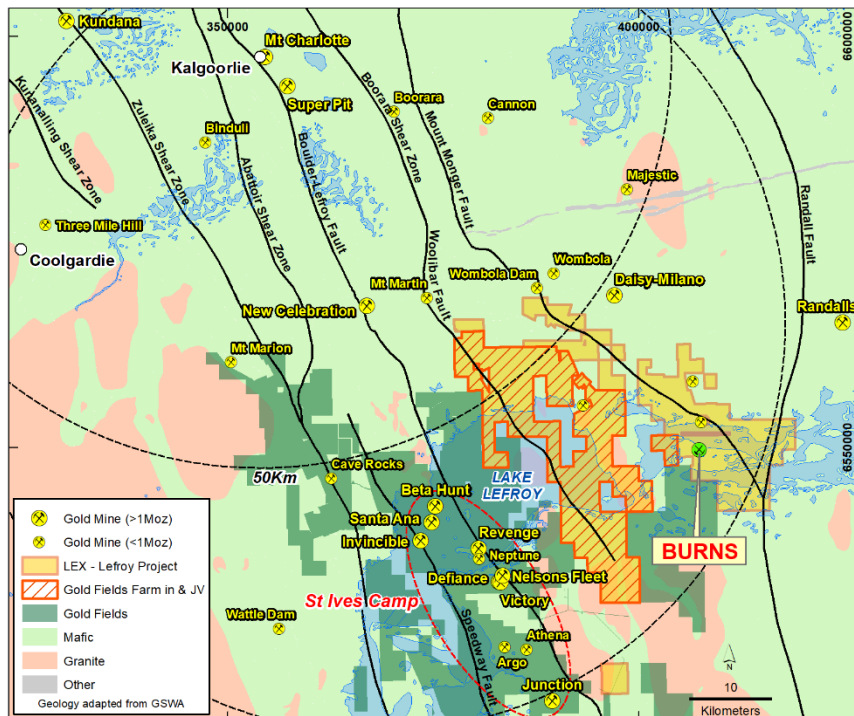 350000
400000
6600000
Kundana
Mt Charlotte
Kalgoorlie
Super Pit
Boorara
Cannon
Kunanalling Shear Zone
Zuleika Shear Zone
Binduli
Abattoir Shear Zone
Boulder-Lefroy Fault
Boorara Shear Zone
Mount Monger Fault
Majestic
Randall Fault
Three Mile Hill
Coolgardie
Woolibar Fault
Wombola
Mt Martin
Wombola Dam
Daisy-Milano
New Celebration
Randalls
Mt Marion
6550000
50Km
Cave Rocks
LAKE
LEFROY
Beta Hunt
Santa Ana
Invincible
Revenge
Neptune
BURNS
Defiance
Nelsons Fleet
Victory
St Ives Camp
Wattle Dam
Speedway Fault
Athena
Argo
Junction
Gold Mine (>1Moz)
Gold Mine (<1Moz)
LEX - Lefroy Project
Gold Fields Farm in & JV
Gold Fields
Mafic
Granite
Other
Geology adapted from GSWA
N
10
Kilometers